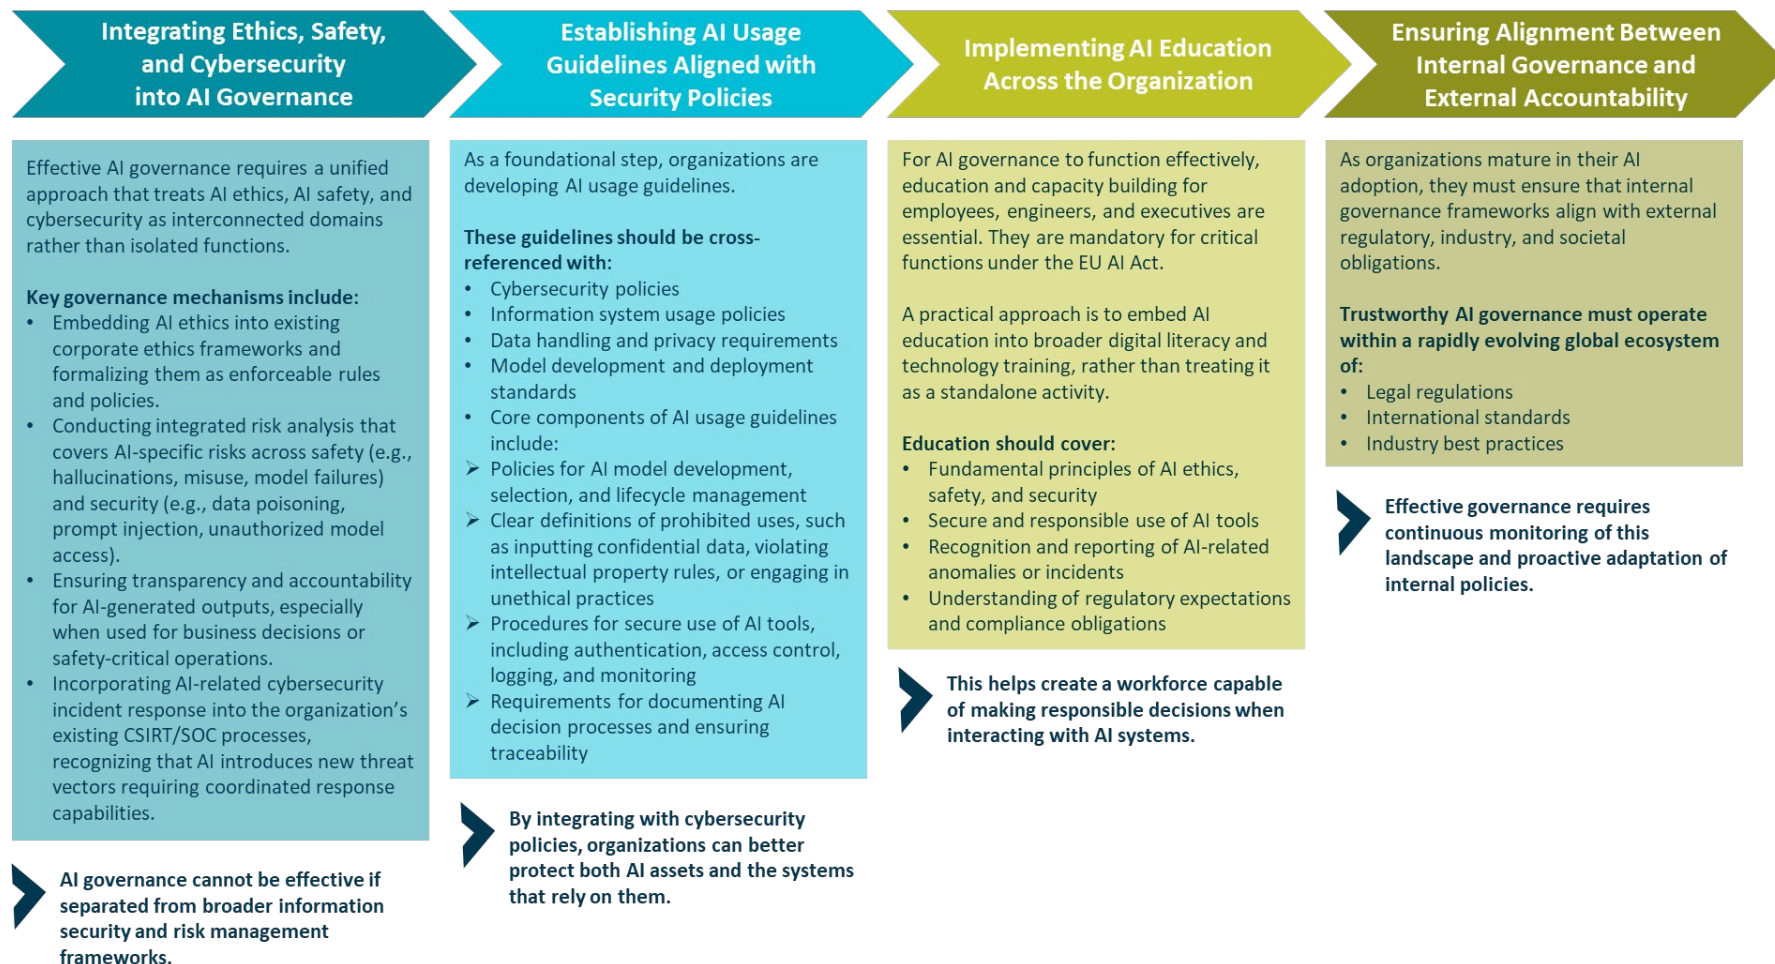 Integrating Ethics, Safety,
and Cybersecurity
into AI Governance
Effective AI governance requires a unified
approach that treats AI ethics, AI safety, and
cybersecurity as interconnected domains
rather than isolated functions.
Key governance mechanisms include:
• Embedding AI ethics into existing
corporate ethics frameworks and
formalizing them as enforceable rules
and policies.
• Conducting integrated risk analysis that
covers AI-specific risks across safety (e.g.,
hallucinations, misuse, model failures)
and security (e.g., data poisoning,
prompt injection, unauthorized model
access).
• Ensuring transparency and accountability
for AI-generated outputs, especially
when used for business decisions or
safety-critical operations.
• Incorporating AI-related cybersecurity
incident response into the organization’s
existing CSIRT/SOC processes,
recognizing that AI introduces new threat
vectors requiring coordinated response
capabilities.
AI governance cannot be effective if
separated from broader information
security and risk management
frameworks.
Establishing AI Usage
Guidelines Aligned with
Security Policies
As a foundational step, organizations are
developing AI usage guidelines.
These guidelines should be cross-
referenced with:
• Cybersecurity policies
• Information system usage policies
• Data handling and privacy requirements
• Model development and deployment
standards
• Core components of AI usage guidelines
include:
➢ Policies for AI model development,
selection, and lifecycle management
➢ Clear definitions of prohibited uses, such
as inputting confidential data, violating
intellectual property rules, or engaging in
unethical practices
➢ Procedures for secure use of AI tools,
including authentication, access control,
logging, and monitoring
➢ Requirements for documenting AI
decision processes and ensuring
traceability
By integrating with cybersecurity
policies, organizations can better
protect both AI assets and the systems
that rely on them.
Implementing AI Education
Across the Organization
For AI governance to function effectively,
education and capacity building for
employees, engineers, and executives are
essential. They are mandatory for critical
functions under the EU AI Act.
A practical approach is to embed AI
education into broader digital literacy and
technology training, rather than treating it
as a standalone activity.
Education should cover:
• Fundamental principles of AI ethics,
safety, and security
• Secure and responsible use of AI tools
• Recognition and reporting of AI-related
anomalies or incidents
• Understanding of regulatory expectations
and compliance obligations
This helps create a workforce capable
of making responsible decisions when
interacting with AI systems.
Ensuring Alignment Between
Internal Governance and
External Accountability
As organizations mature in their AI
adoption, they must ensure that internal
governance frameworks align with external
regulatory, industry, and societal
obligations.
Trustworthy AI governance must operate
within a rapidly evolving global ecosystem
of:
• Legal regulations
• International standards
• Industry best practices
Effective governance requires
continuous monitoring of this
landscape and proactive adaptation of
internal policies.